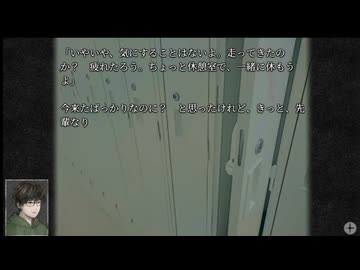 「いやいや、気にすることはないよ。走ってきたの
か？　疲れたろう。ちょっと休憩室で、一緒に休もう
よ」
今来たばっかりなのに？　と思ったけれど、きっと、先
輩なり